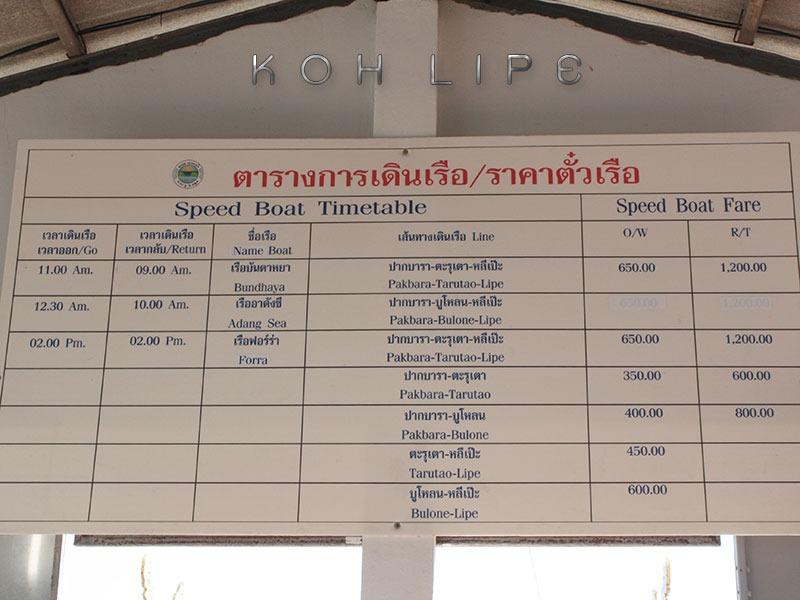 KOH LIPE
ตารางการเดินเรือ/ราคาตั๋วเรือ
Speed Boat Timetable Speed Boat Fare
เวลาเดินเรือ เวลาเดินเรือ ชื่อเรือ เส้นทางเดินเรือ Line O/W R/T
เวลาออก/Go เวลากลับ/Return Name Boat
11.00 Am. 09.00 Am. เรือบันดาหยา ปากบารา-ตะรุเตา-หลีเป๊ะ 650.00 1,200.00
Bundhaya Pakbara-Tarutao-Lipe
12.30 Am. 10.00 Am. เรืออาดังซี ปากบารา-บูโหลน-หลีเป๊ะ 650.00 1,200.00
Adang Sea Pakbara-Bulone-Lipe
02.00 Pm. 02.00 Pm. เรือฟอร์ร่า ปากบารา-ตะรุเตา-หลีเป๊ะ 650.00 1,200.00
Forra Pakbara-Tarutao-Lipe
ปากบารา-ตะรุเตา 350.00 600.00
Pakbara-Tarutao
ปากบารา-บูโหลน 400.00 800.00
Pakbara-Bulone
ตะรุเตา-หลีเป๊ะ 450.00
Tarutao-Lipe
บูโหลน-หลีเป๊ะ 600.00
Bulone-Lipe